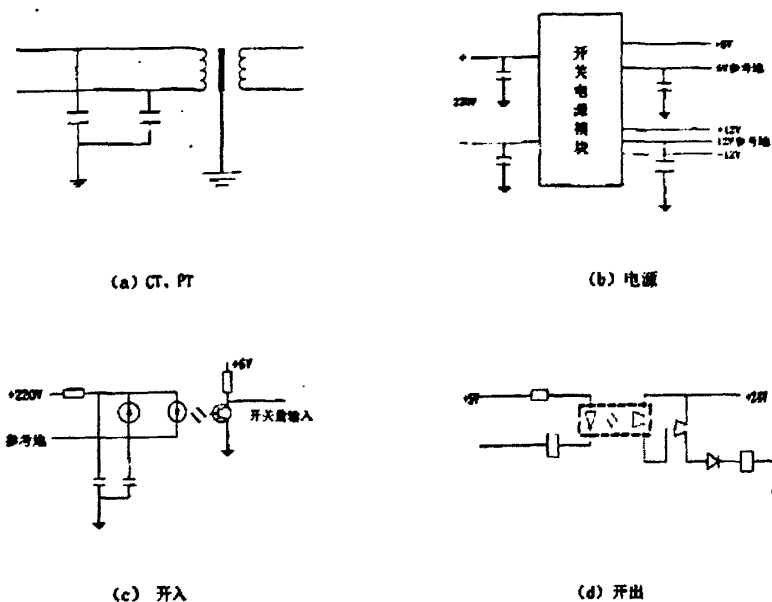 +
220V
开关电源模块
+5V
5V参考地
+12V
12V参考地
-12V
(a) CT、PT
(b) 电源
+220V
参考地
+5V
开关量输入
+5V
+24V
(c) 开入
(d) 开出